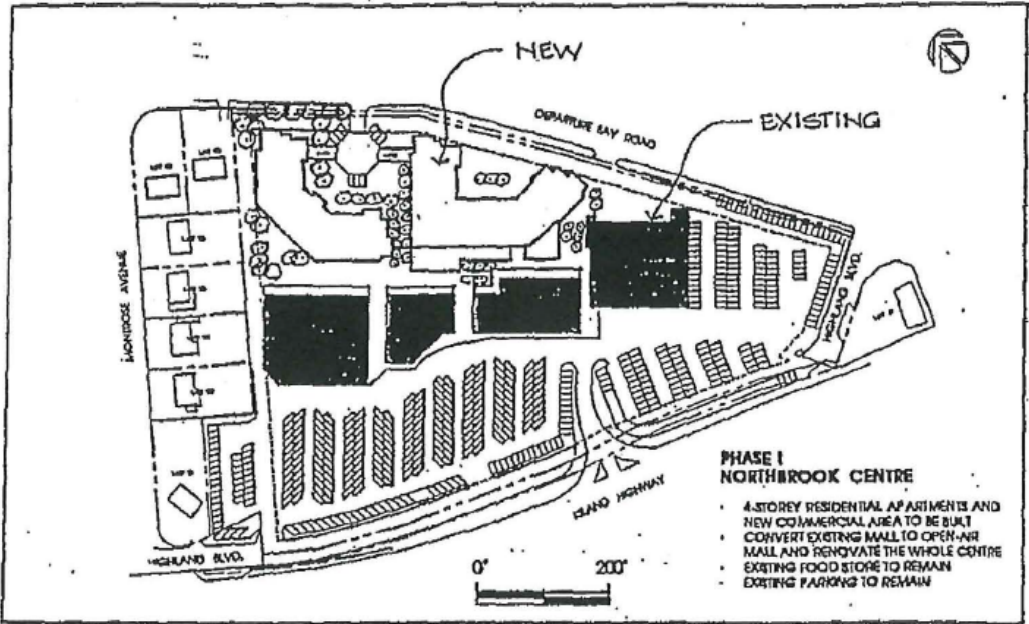 NEW
DEPARTURE BAY ROAD
EXISTING
MONTROSE AVENUE
HIGHLAND BLVD.
ISLAND HIGHWAY
HIGHLAND BLVD.
PHASE I
NORTHBROOK CENTRE
• 4-STOREY RESIDENTIAL APARTMENTS AND
NEW COMMERCIAL AREA TO BE BUILT
• CONVERT EXISTING MALL TO OPEN-AIR
MALL AND RENOVATE THE WHOLE CENTRE
• EXISTING FOOD STORE TO REMAIN
• EXISTING PARKING TO REMAIN
0' 200'